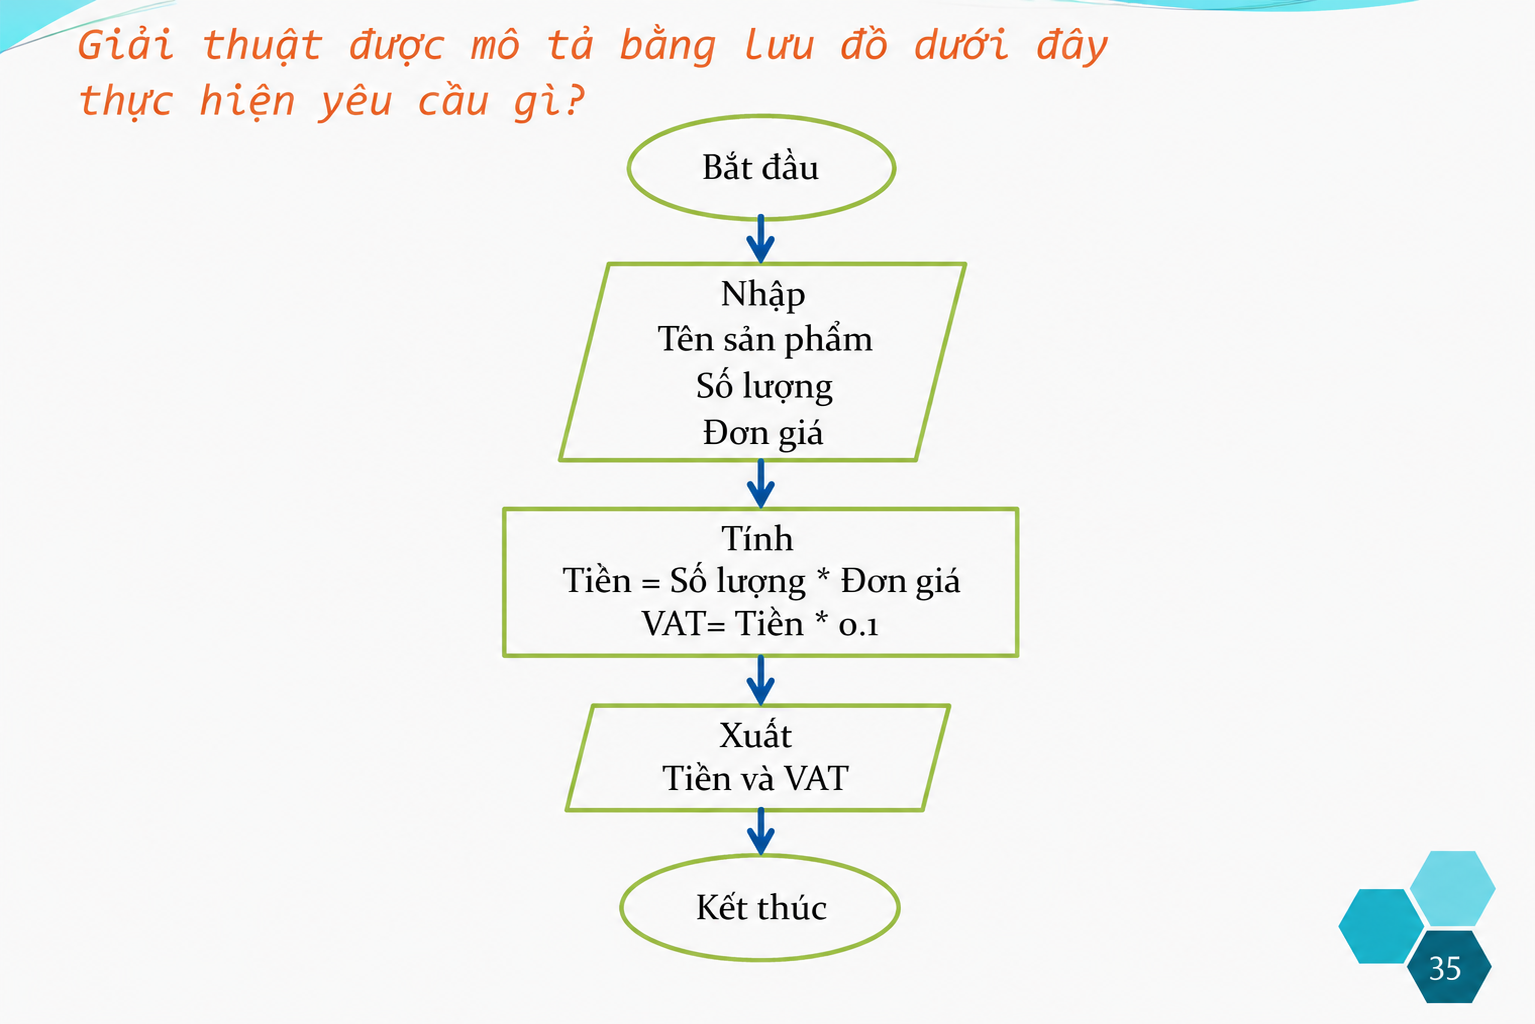 Giải thuật được mô tả bằng lưu đồ dưới đây
thực hiện yêu cầu gì?
Bắt đầu
Nhập
Tên sản phẩm
Số lượng
Đơn giá
Tính
Tiền = Số lượng * Đơn giá
VAT= Tiền * 0.1
Xuất
Tiền và VAT
Kết thúc
35